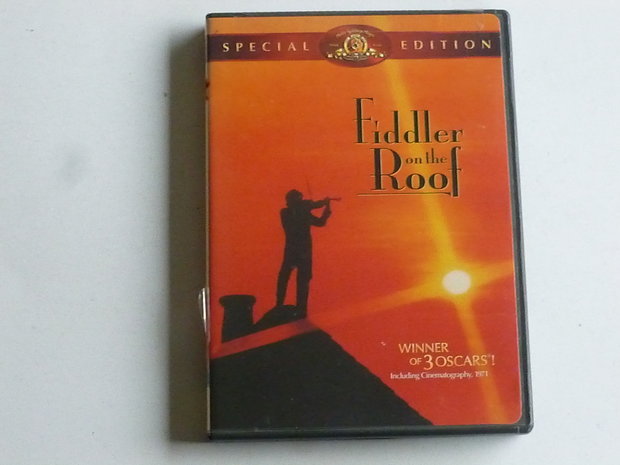 SPECIAL EDITION
Fiddler
on the
Roof
WINNER
OF 3 OSCARS®!
Including Cinematography, 1971